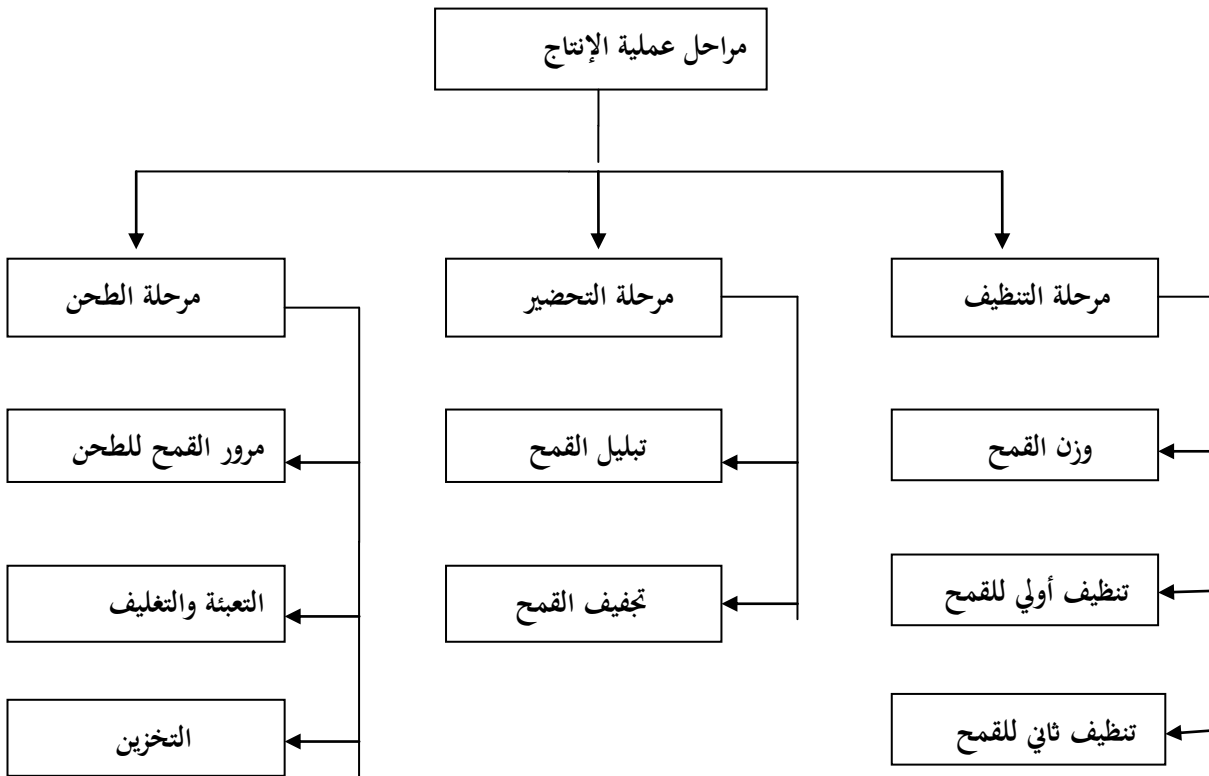 مراحل عملية الإنتاج
مرحلة التنظيف
مرحلة التحضير
مرحلة الطحن
وزن القمح
تبليل القمح
مرور القمح للطحن
تنظيف أولي للقمح
تجفيف القمح
التعبئة والتغليف
تنظيف ثاني للقمح
التخزين